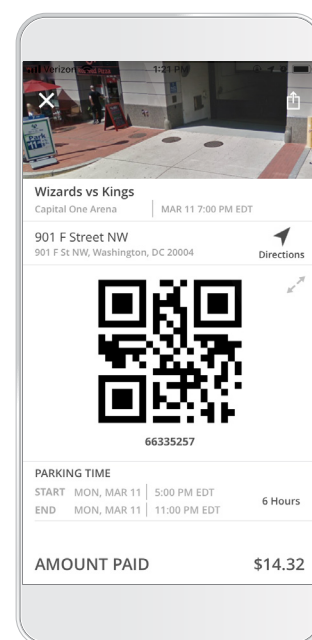 Verizon 1:21 PM
Park
Wizards vs Kings
Capital One Arena MAR 11 7:00 PM EDT
901 F Street NW
901 F St NW, Washington, DC 20004
Directions
66335257
PARKING TIME
START MON, MAR 11 5:00 PM EDT
END MON, MAR 11 11:00 PM EDT
6 Hours
AMOUNT PAID $14.32